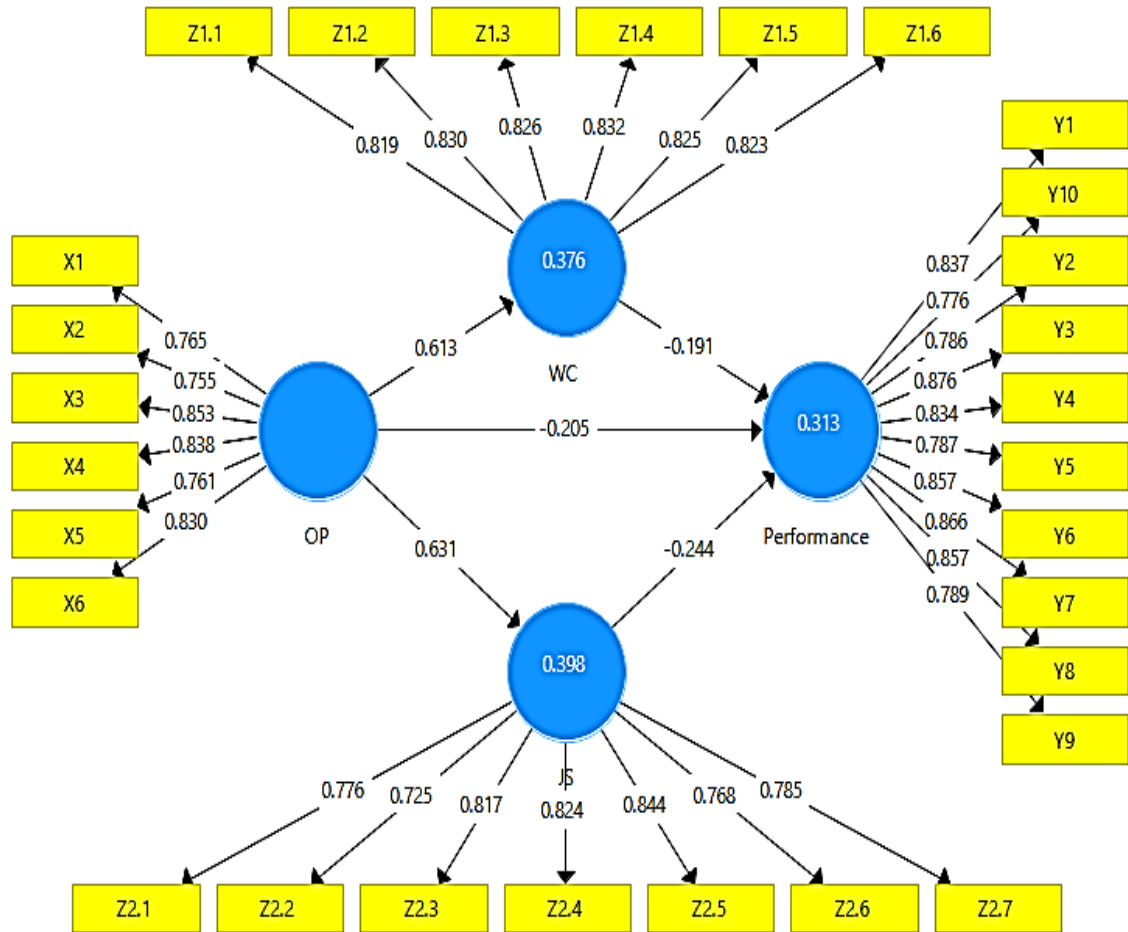 Z1.1 Z1.2 Z1.3 Z1.4 Z1.5 Z1.6
0.819 0.830 0.826 0.832 0.825 0.823
X1
X2
X3
X4
X5
X6
0.765
0.755
0.853
0.838
0.761
0.830
OP
0.613
0.376
WC
-0.191
-0.205
0.631
0.398
JS
-0.244
0.313
Performance
0.837
0.776
0.786
0.876
0.834
0.787
0.857
0.866
0.857
0.789
Y1
Y10
Y2
Y3
Y4
Y5
Y6
Y7
Y8
Y9
0.776 0.725 0.817 0.824 0.844 0.768 0.785
Z2.1 Z2.2 Z2.3 Z2.4 Z2.5 Z2.6 Z2.7